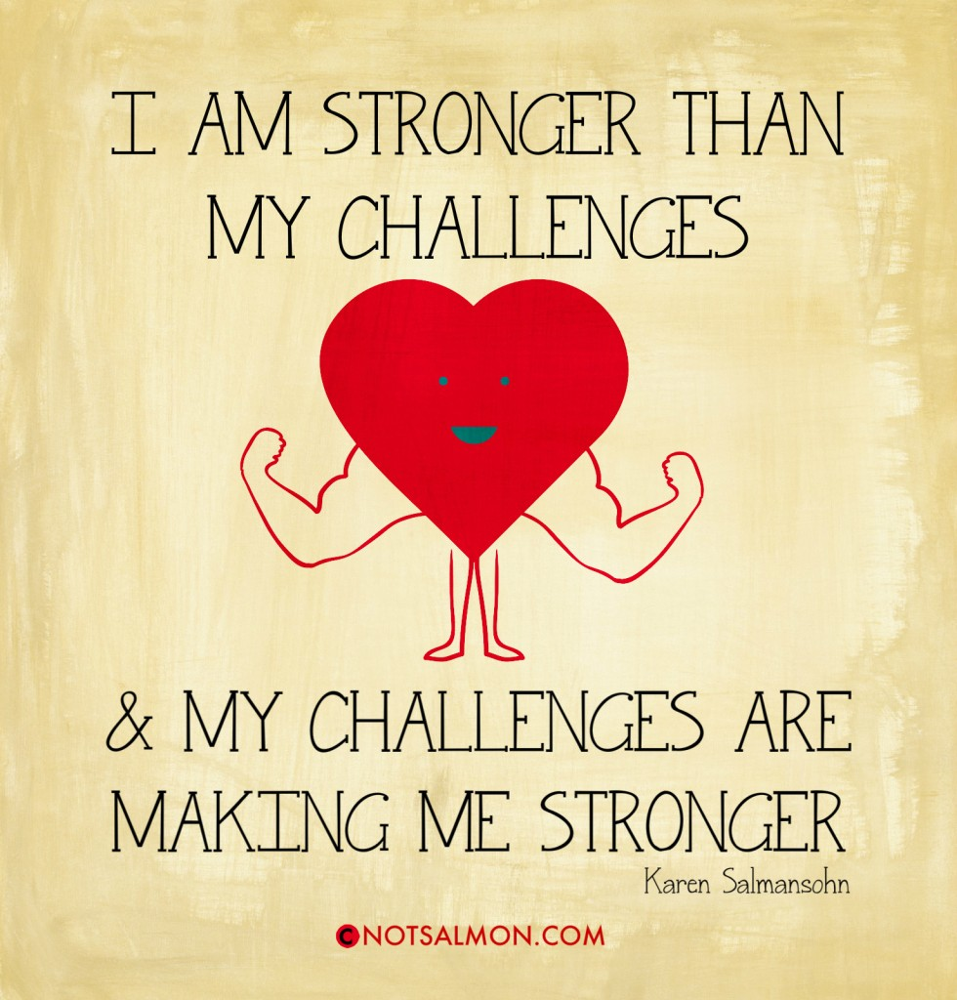 I AM STRONGER THAN
MY CHALLENGES
& MY CHALLENGES ARE
MAKING ME STRONGER
Karen Salmansohn
© NOTSALMON.COM